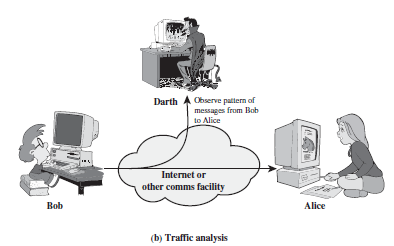 Darth
Observe pattern of
messages from Bob
to Alice
Internet or
other comms facility
Bob
Alice
(b) Traffic analysis